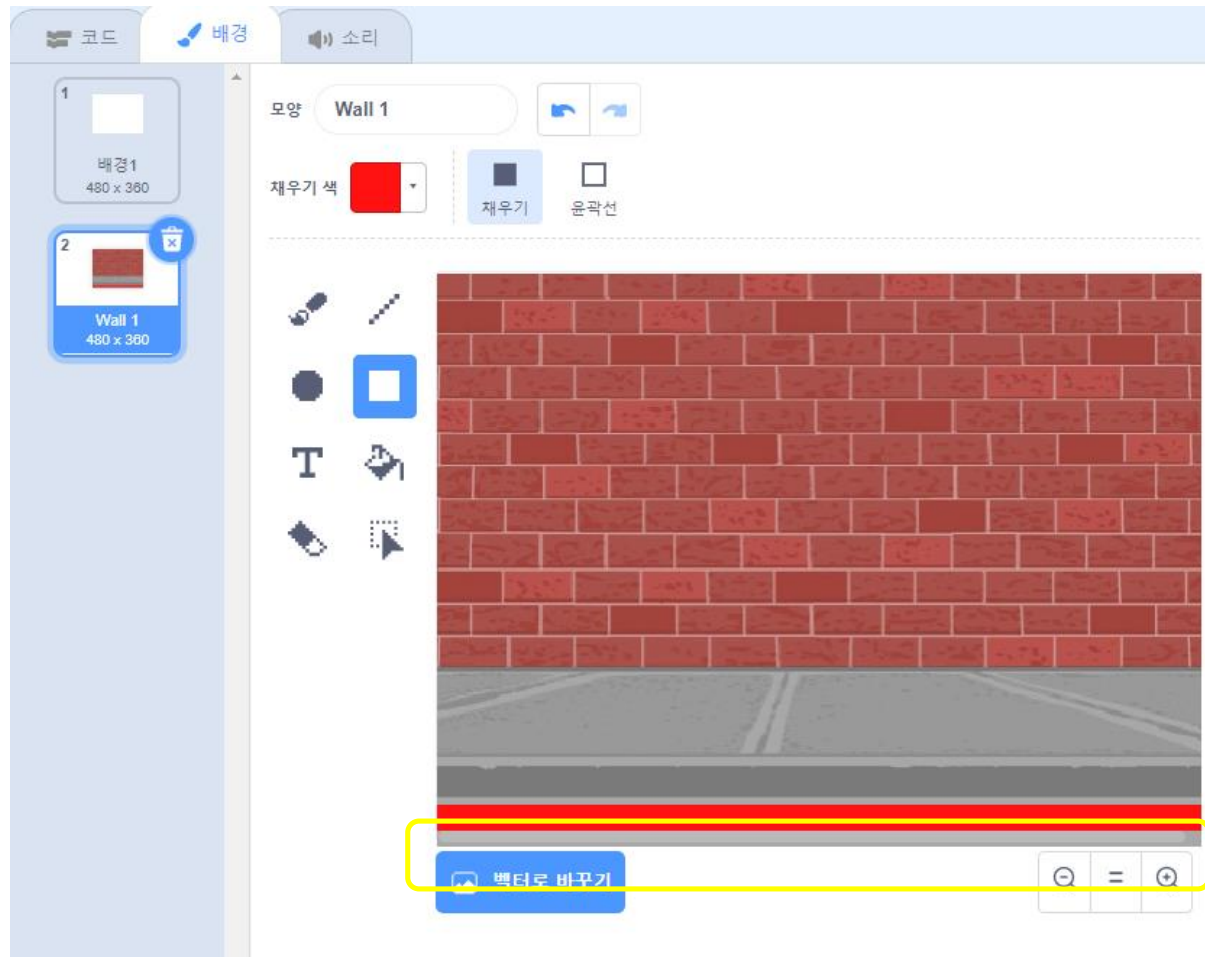 코드
배경
소리
1
배경1
480 x 360
2
Wall 1
480 x 360
모양 Wall 1
채우기 색
채우기
윤곽선
벡터로 바꾸기